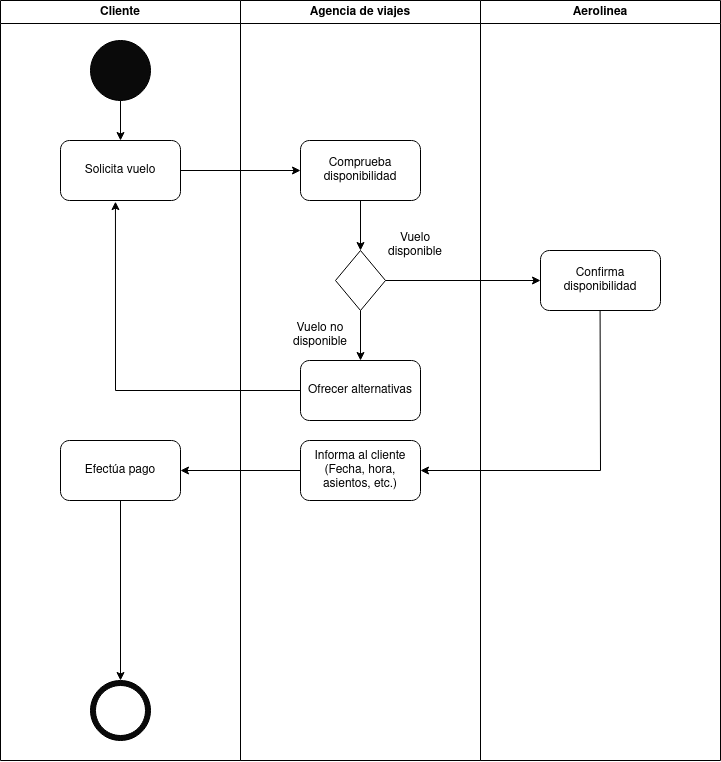 Cliente
Agencia de viajes
Aerolinea
Solicita vuelo
Comprueba
disponibilidad
Vuelo
disponible
Confirma
disponibilidad
Vuelo no
disponible
Ofrecer alternativas
Informa al cliente
(Fecha, hora,
asientos, etc.)
Efectúa pago